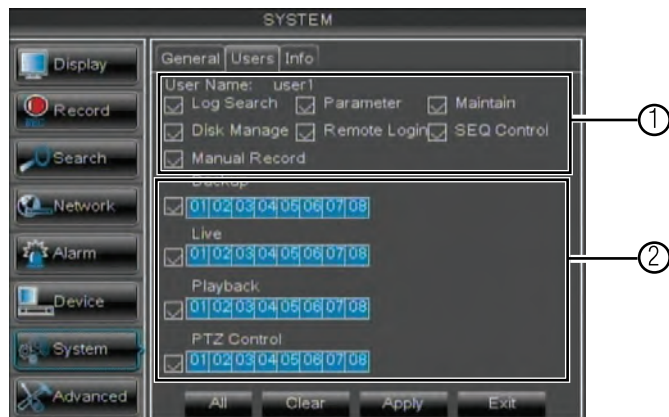 SYSTEM
Display
Record
REC
Search
Network
Alarm
Device
System
Advanced
General Users Info
User Name: user1
Log Search Parameter Maintain
Disk Manage Remote Login SEQ Control
Manual Record
Backup
01 02 03 04 05 06 07 08
Live
01 02 03 04 05 06 07 08
Playback
01 02 03 04 05 06 07 08
PTZ Control
01 02 03 04 05 06 07 08
All Clear Apply Exit
①
②